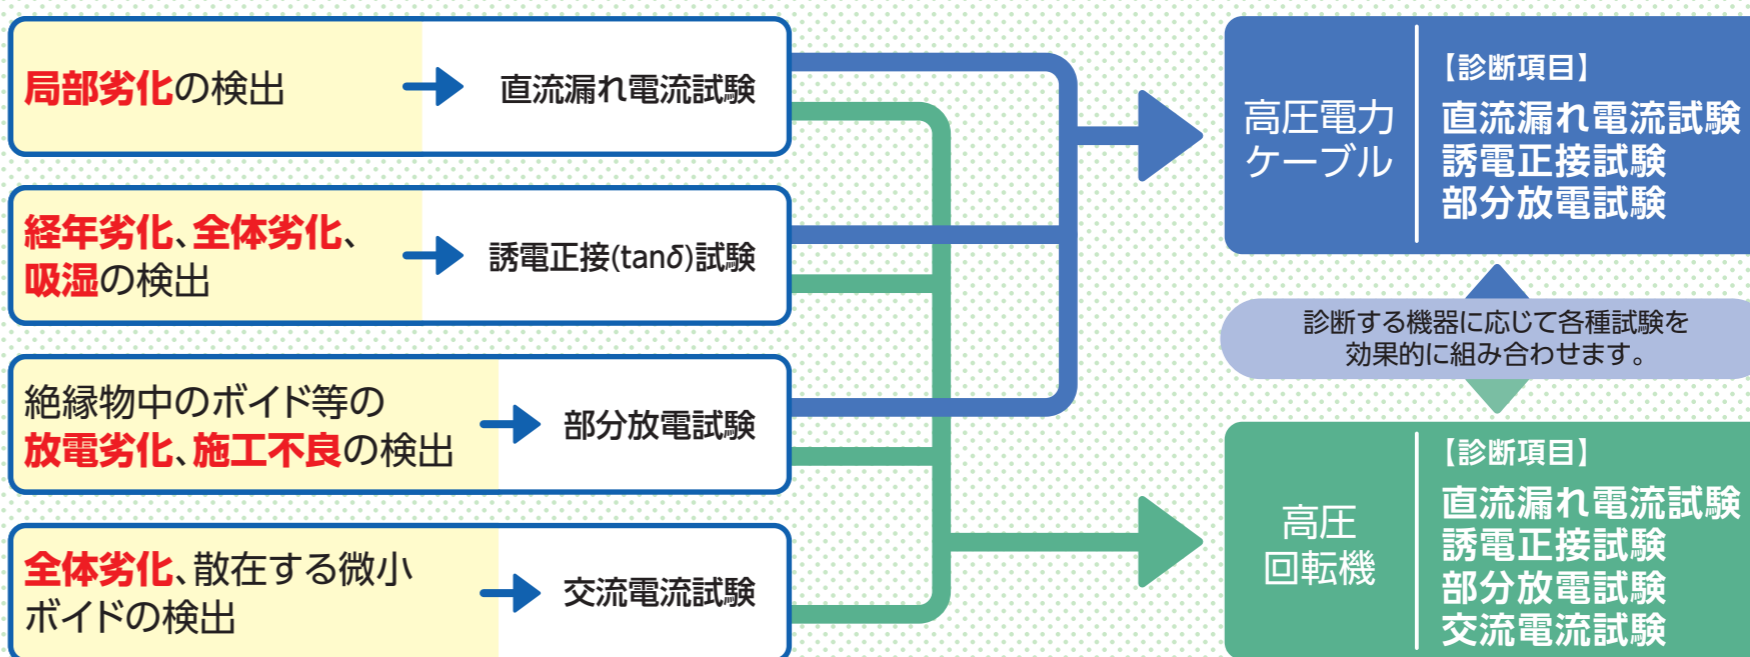 局部劣化の検出
直流漏れ電流試験
経年劣化、全体劣化、
吸湿の検出
誘電正接(tanδ)試験
絶縁物中のボイド等の
放電劣化、施工不良の検出
部分放電試験
全体劣化、散在する微小
ボイドの検出
交流電流試験
高圧電力
ケーブル
【診断項目】
直流漏れ電流試験
誘電正接試験
部分放電試験
診断する機器に応じて各種試験を
効果的に組み合わせます。
高圧
回転機
【診断項目】
直流漏れ電流試験
誘電正接試験
部分放電試験
交流電流試験